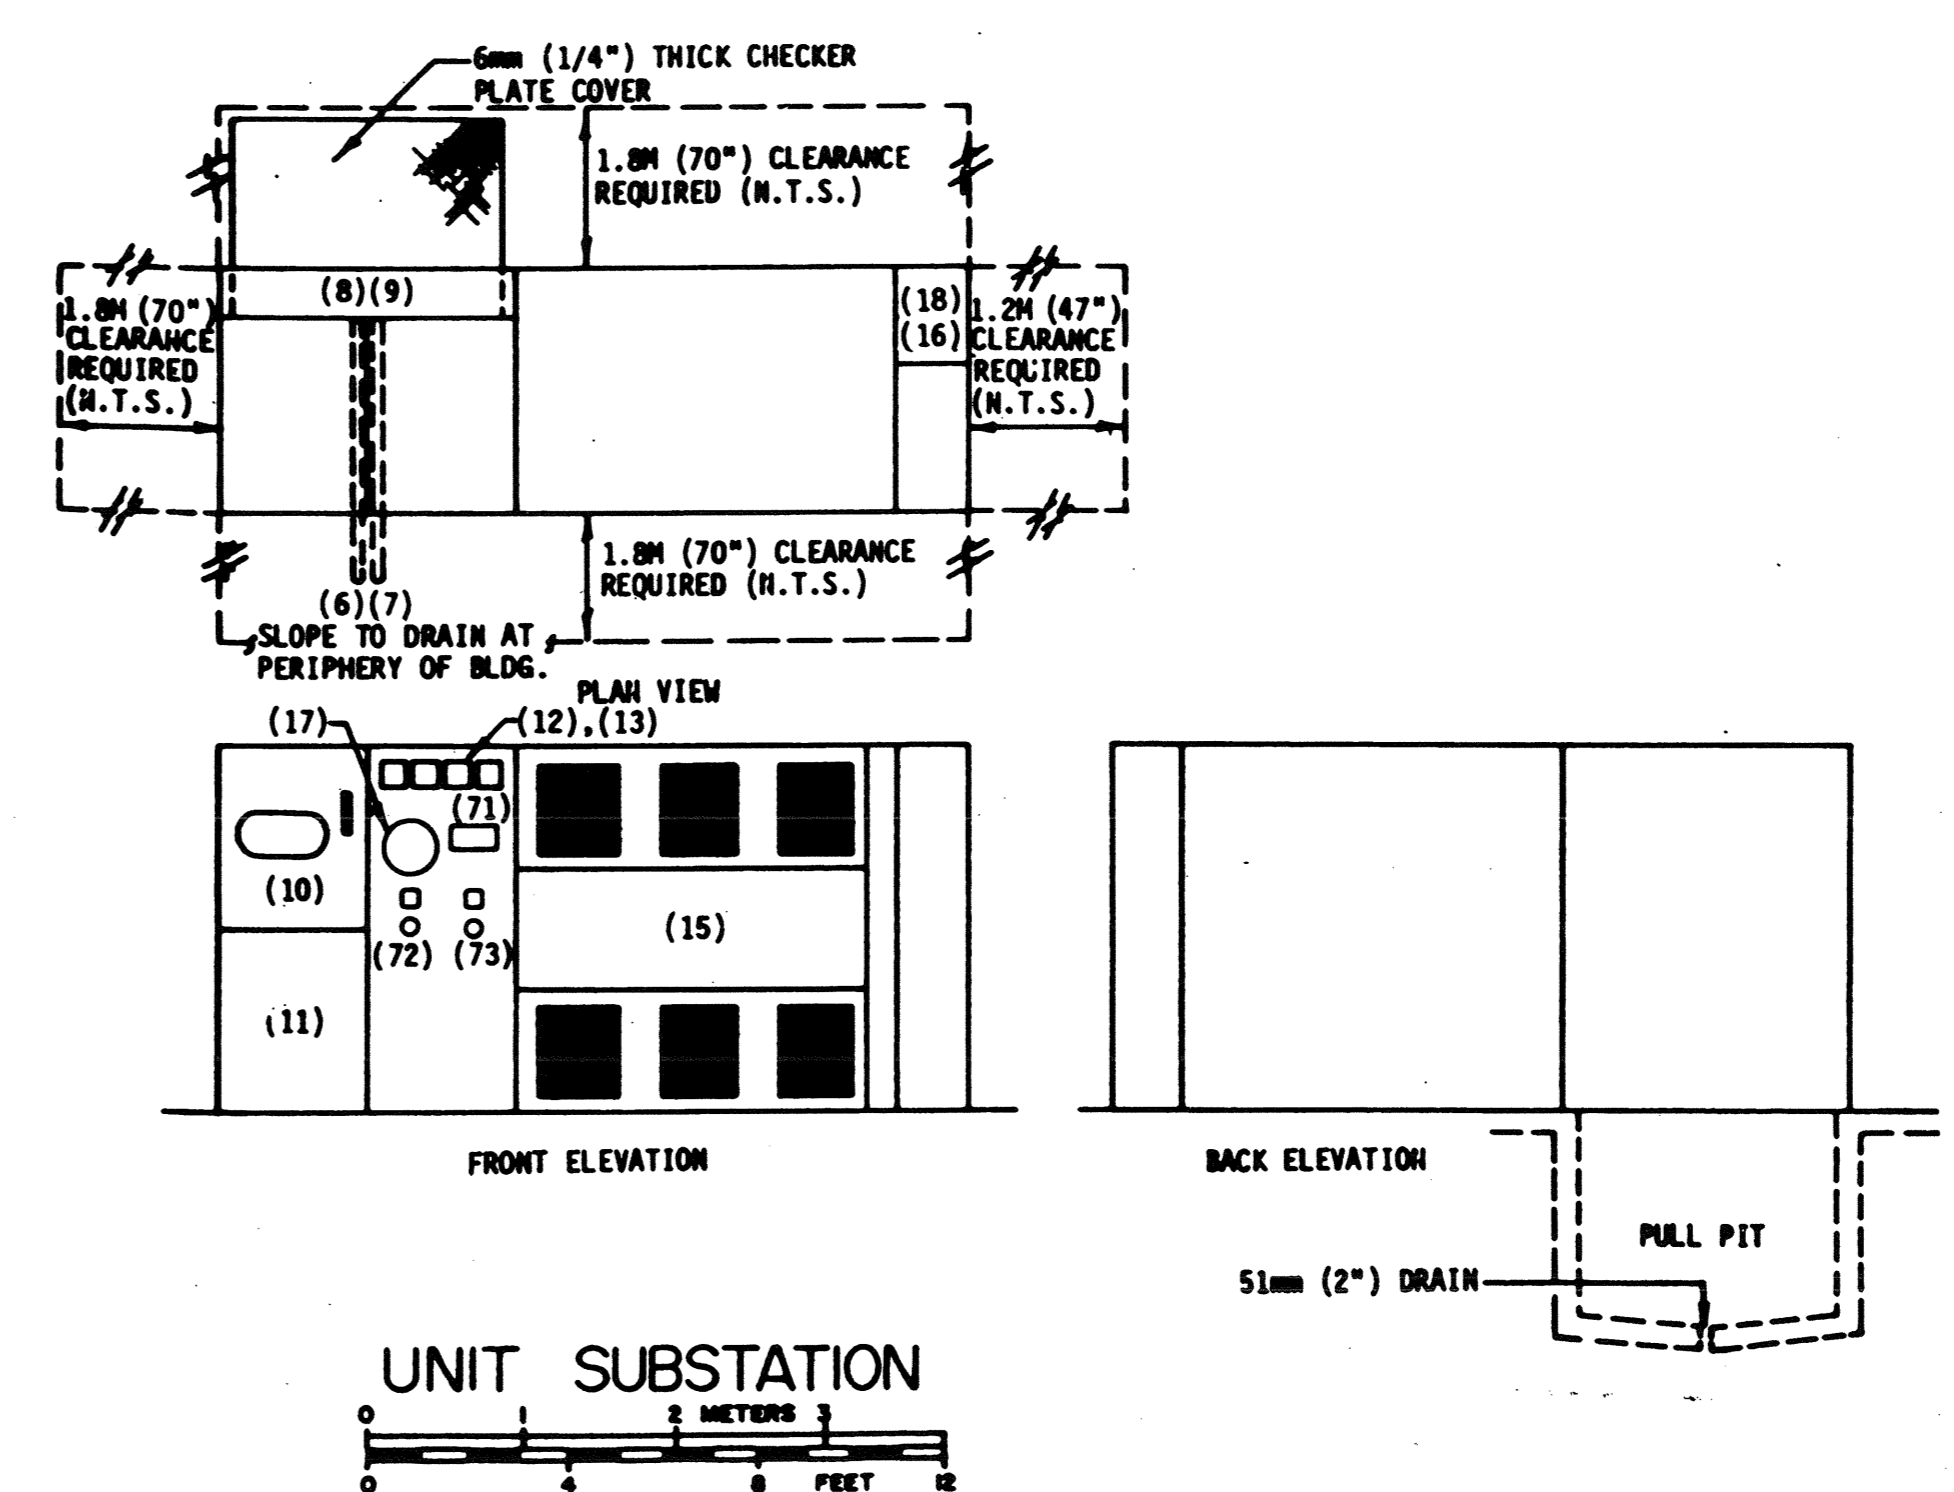 6mm (1/4") THICK CHECKER
PLATE COVER
1.8M (70") CLEARANCE
REQUIRED (N.T.S.)
(8)(9)
1.8M (70")
CLEARANCE
REQUIRED
(N.T.S.)
(18)
(16)
1.2M (47")
CLEARANCE
REQUIRED
(N.T.S.)
1.8M (70") CLEARANCE
REQUIRED (N.T.S.)
(6)(7)
SLOPE TO DRAIN AT
PERIPHERY OF BLDG.
PLAN VIEW
(17)
(12),(13)
(71)
(10)
(72) (73)
(15)
(11)
FRONT ELEVATION
BACK ELEVATION
PULL PIT
51mm (2") DRAIN
UNIT SUBSTATION
0 1 2 METERS 3
0 4 8 FEET 12